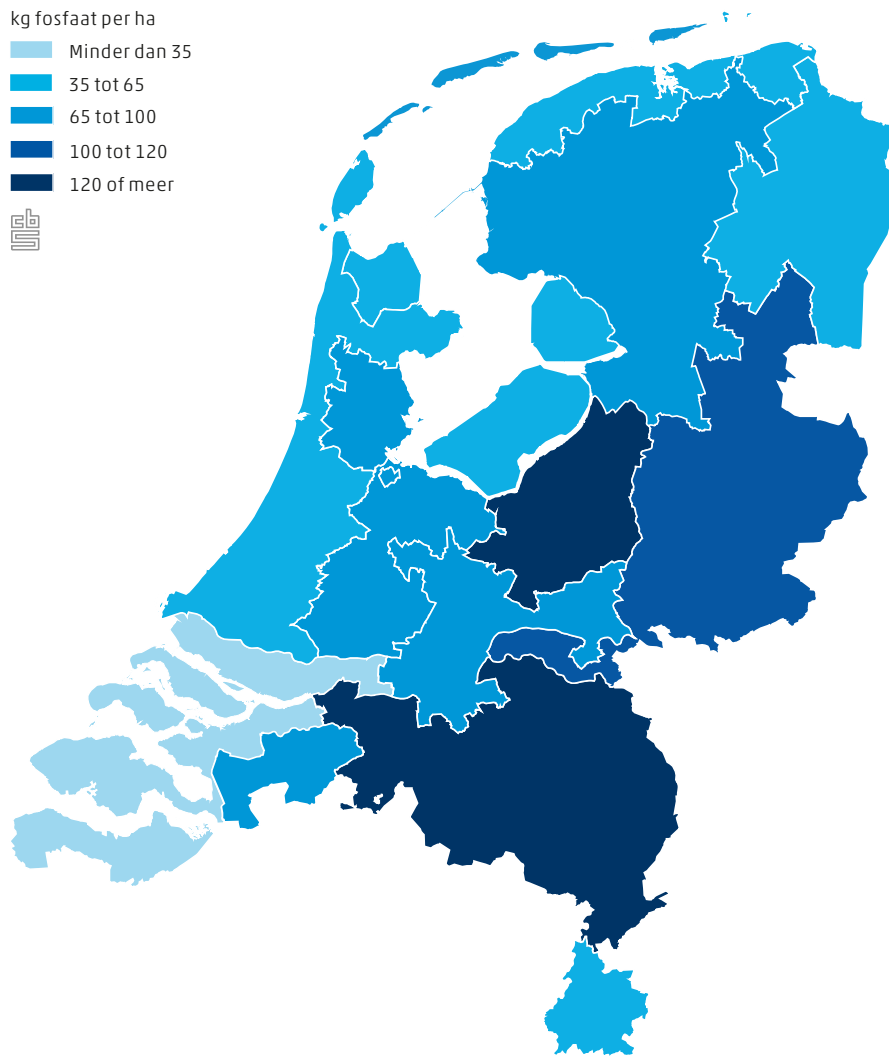 kg fosfaat per ha
Minder dan 35
35 tot 65
65 tot 100
100 tot 120
120 of meer
cbs